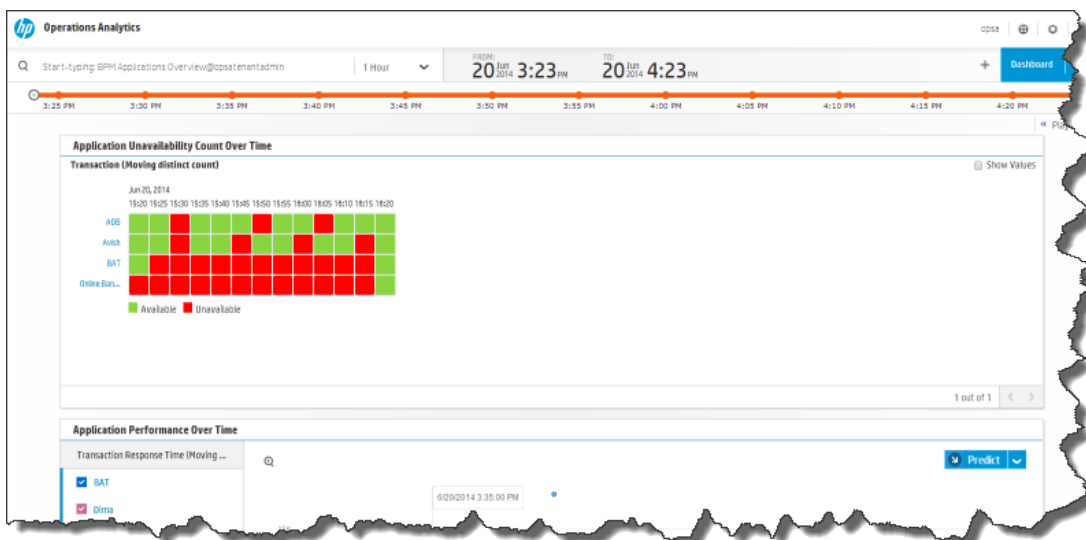 hp Operations Analytics
opsa
Start-typing: BPM Applications Overview@opsatenantadmin 1 Hour FROM: 20 Jun 2014 3:23 PM TO: 20 Jun 2014 4:23 PM + Dashboard
3:25 PM 3:30 PM 3:35 PM 3:40 PM 3:45 PM 3:50 PM 3:55 PM 4:00 PM 4:05 PM 4:10 PM 4:15 PM 4:20 PM
«
Application Unavailability Count Over Time
Transaction (Moving distinct count) Show Values
Jun 20, 2014
15:20 15:25 15:30 15:35 15:40 15:45 15:50 15:55 16:00 16:05 16:10 16:15 16:20
ADB
Avish
BAT
Online Ban...
Available Unavailable
1 out of 1 < >
Application Performance Over Time
Transaction Response Time (Moving ...
Predict
BAT
6/20/2014 3:35:00 PM
Dima